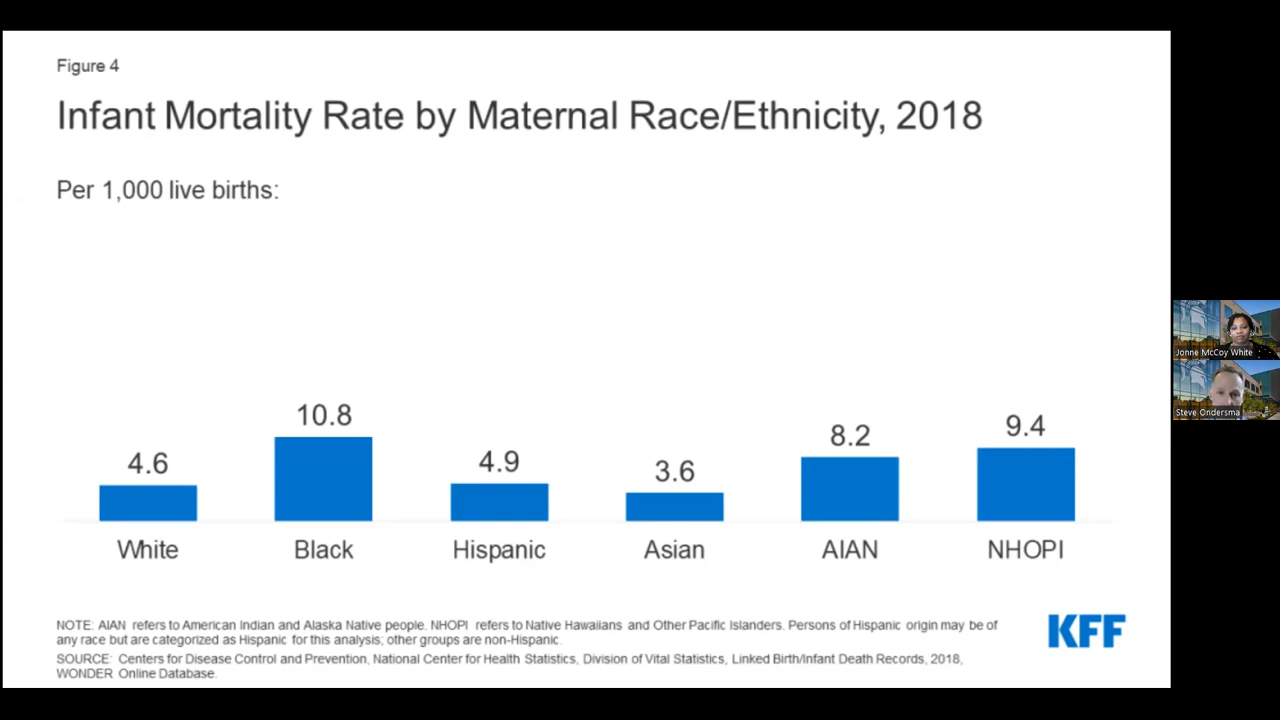 Figure 4
Infant Mortality Rate by Maternal Race/Ethnicity, 2018
Per 1,000 live births:
4.6
10.8
4.9
3.6
8.2
9.4
White
Black
Hispanic
Asian
AIAN
NHOPI
NOTE: AIAN refers to American Indian and Alaska Native people. NHOPI refers to Native Hawaiians and Other Pacific Islanders. Persons of Hispanic origin may be of
any race but are categorized as Hispanic for this analysis; other groups are non-Hispanic.
SOURCE: Centers for Disease Control and Prevention, National Center for Health Statistics, Division of Vital Statistics, Linked Birth/Infant Death Records, 2018,
WONDER Online Database.
KFF
Jonne McCoy White
Steve Ondersma